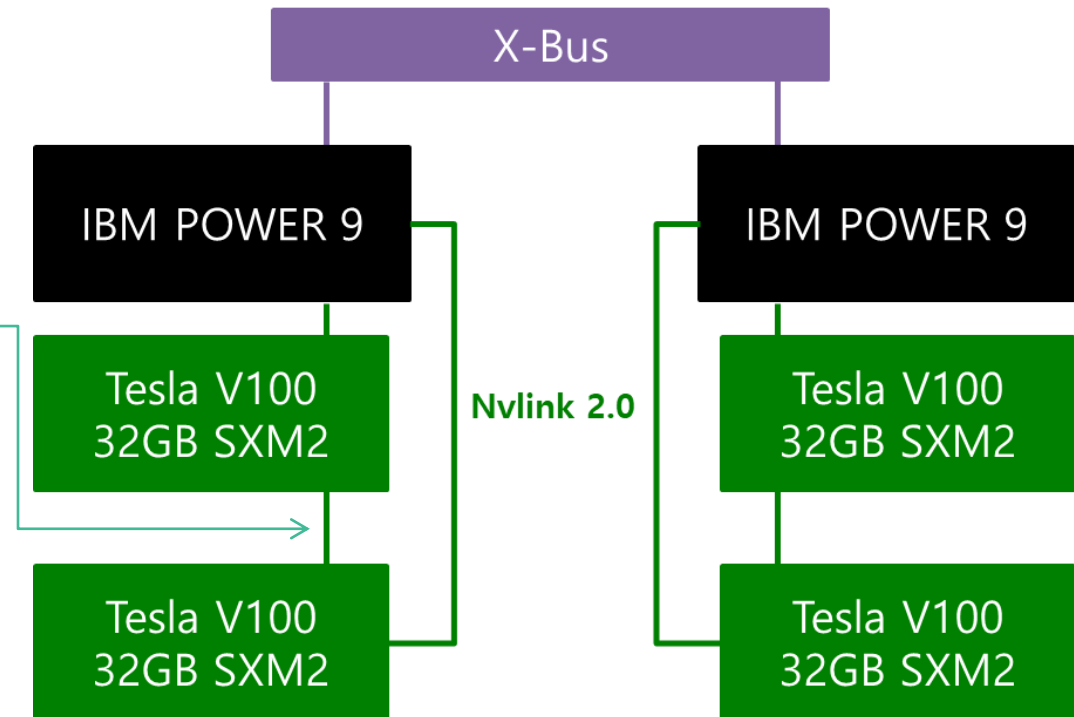 X-Bus
IBM POWER 9
IBM POWER 9
Tesla V100
32GB SXM2
Nvlink 2.0
Tesla V100
32GB SXM2
Tesla V100
32GB SXM2
Tesla V100
32GB SXM2